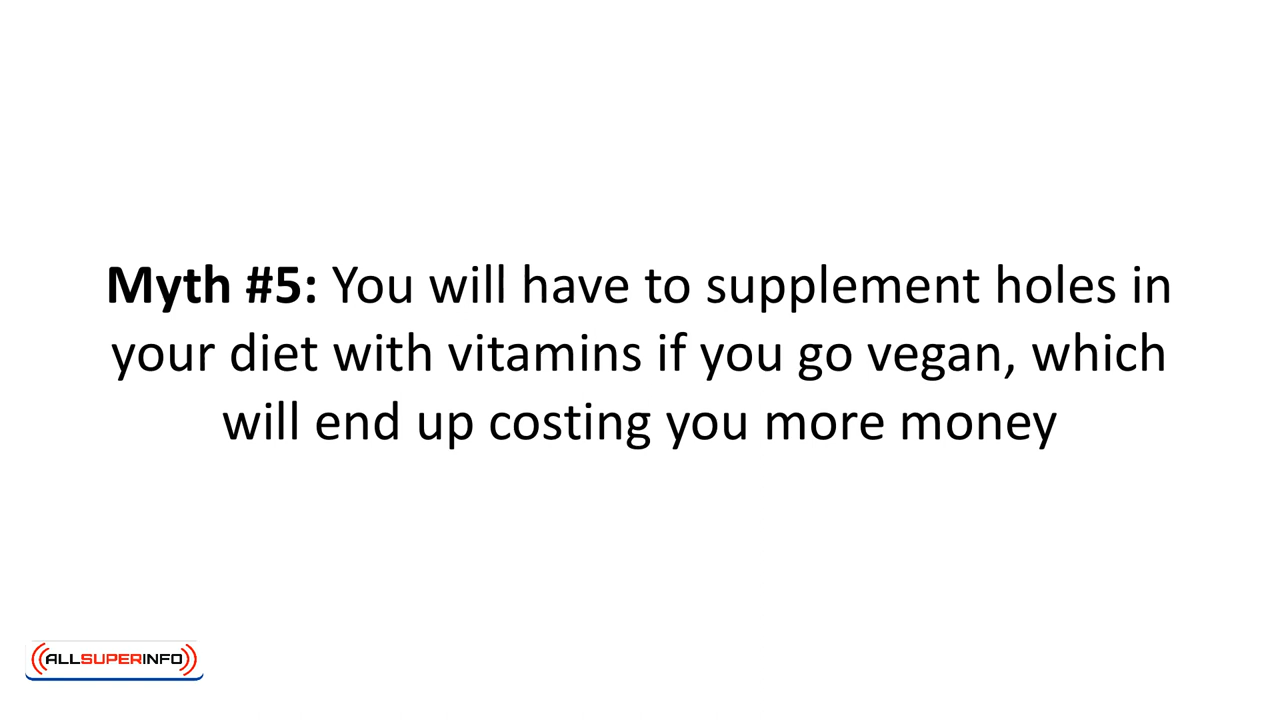 Myth #5: You will have to supplement holes in
your diet with vitamins if you go vegan, which
will end up costing you more money
ALLSUPERINFO